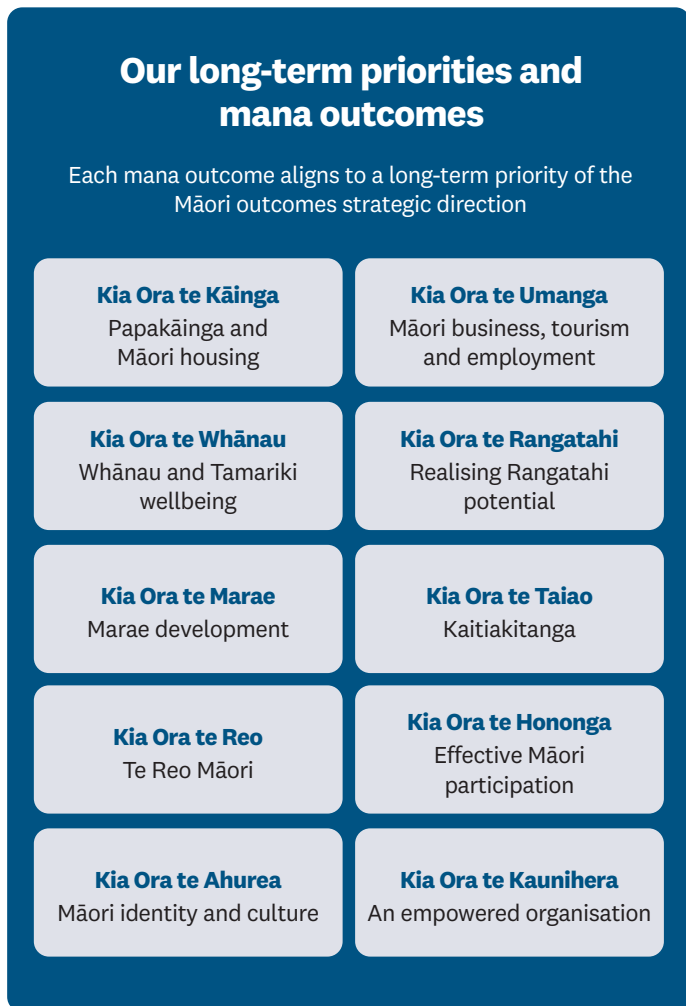 Our long-term priorities and
mana outcomes
Each mana outcome aligns to a long-term priority of the
Māori outcomes strategic direction
Kia Ora te Kāinga
Papakāinga and
Māori housing
Kia Ora te Umanga
Māori business, tourism
and employment
Kia Ora te Whānau
Whānau and Tamariki
wellbeing
Kia Ora te Rangatahi
Realising Rangatahi
potential
Kia Ora te Marae
Marae development
Kia Ora te Taiao
Kaitiakitanga
Kia Ora te Reo
Te Reo Māori
Kia Ora te Hononga
Effective Māori
participation
Kia Ora te Ahurea
Māori identity and culture
Kia Ora te Kaunihera
An empowered organisation